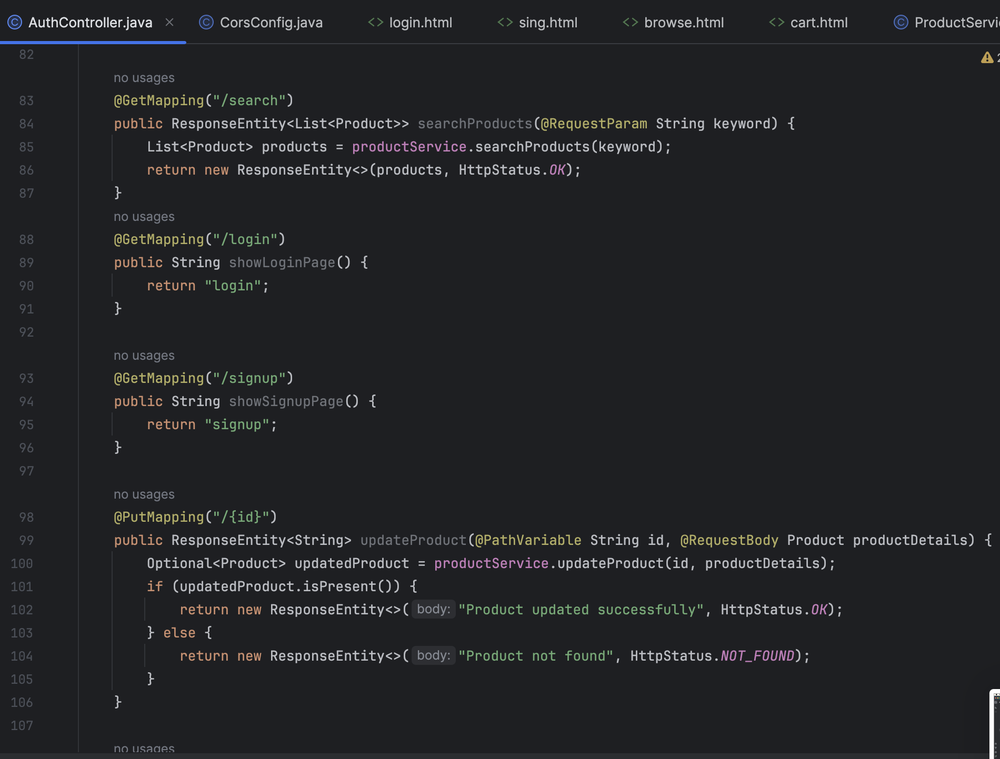 AuthController.java × CorsConfig.java <> login.html <> sing.html <> browse.html <> cart.html
82
no usages
83 @GetMapping("/search")
84 public ResponseEntity<List<Product>> searchProducts(@RequestParam String keyword) {
85 List<Product> products = productService.searchProducts(keyword);
86 return new ResponseEntity<>(products, HttpStatus.OK);
87 }
no usages
88 @GetMapping("/login")
89 public String showLoginPage() {
90 return "login";
91 }
92
no usages
93 @GetMapping("/signup")
94 public String showSignupPage() {
95 return "signup";
96 }
97
no usages
98 @PutMapping("/{id}")
99 public ResponseEntity<String> updateProduct(@PathVariable String id, @RequestBody Product productDetails) {
100 Optional<Product> updatedProduct = productService.updateProduct(id, productDetails);
101 if (updatedProduct.isPresent()) {
102 return new ResponseEntity<>( body: "Product updated successfully", HttpStatus.OK);
103 } else {
104 return new ResponseEntity<>( body: "Product not found", HttpStatus.NOT_FOUND);
105 }
106 }
107
no usages